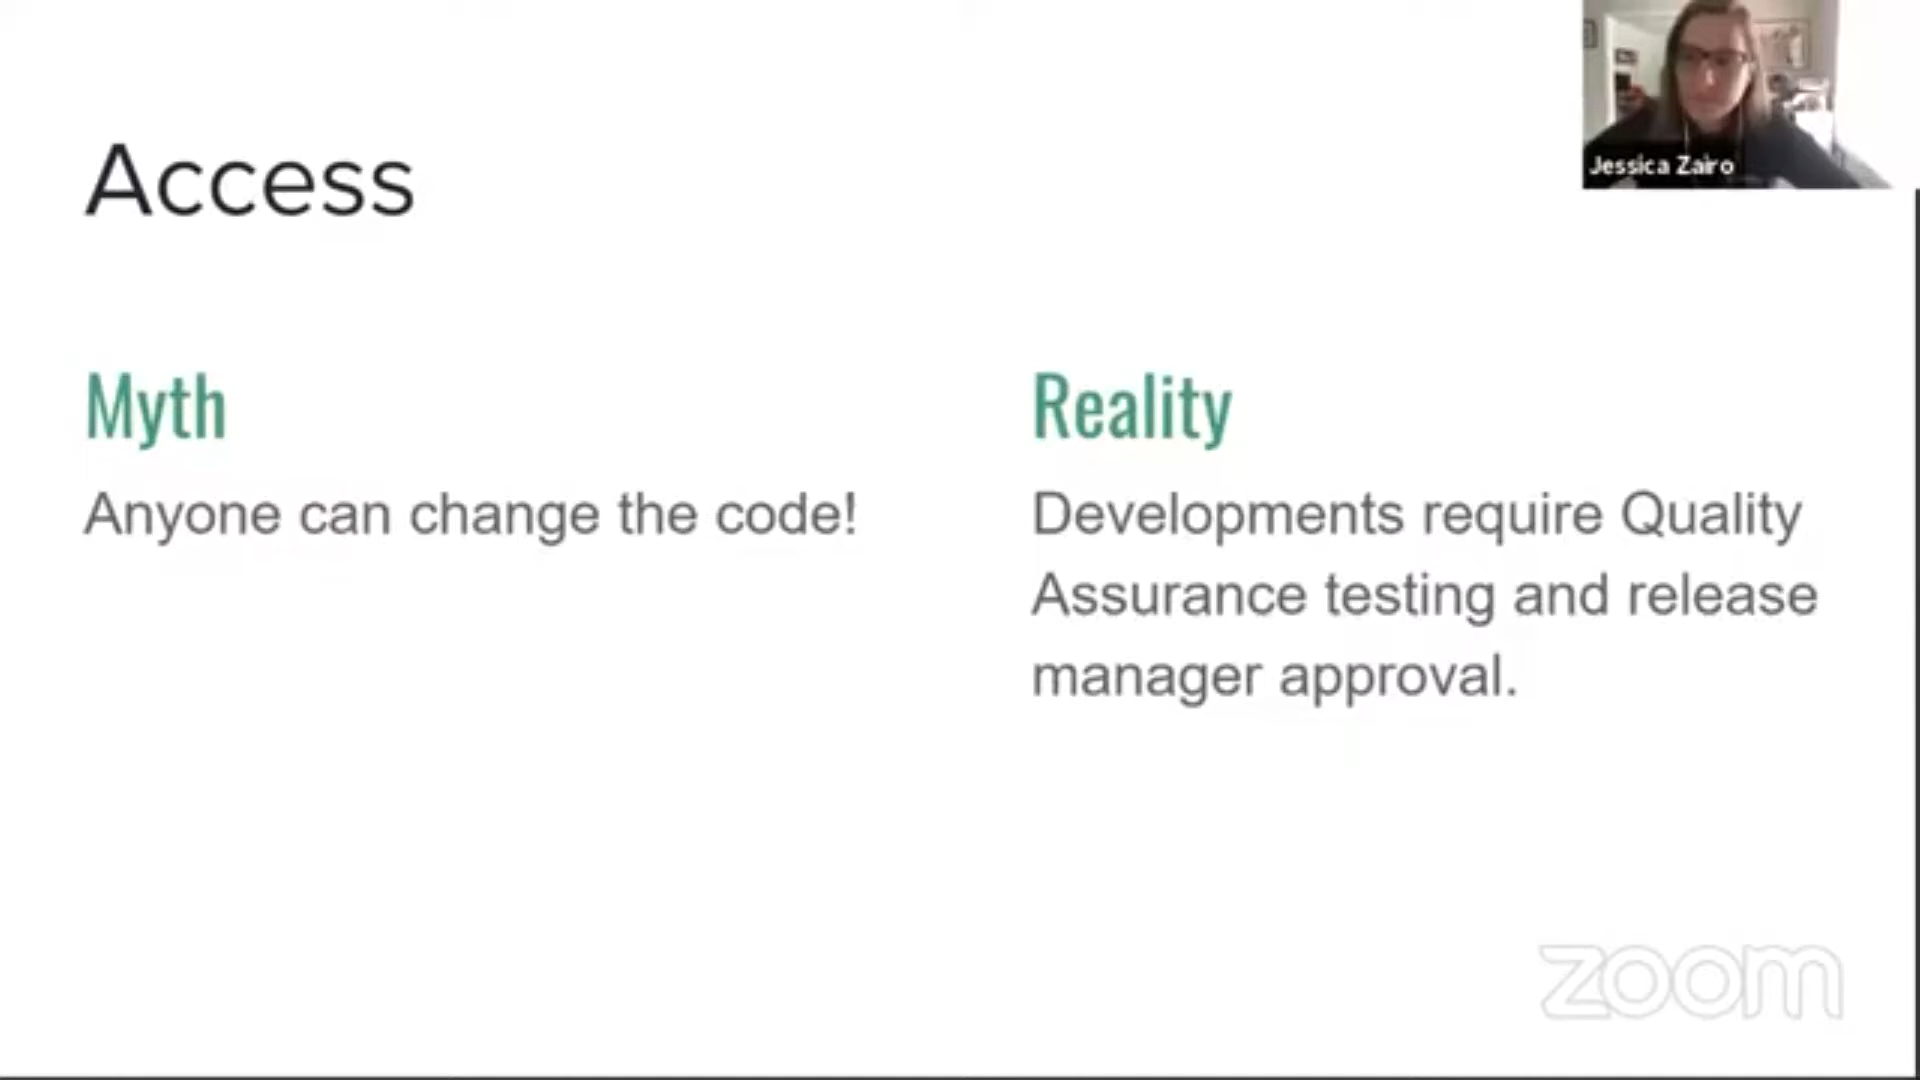 Jessica Zairo
Access
Myth
Anyone can change the code!
Reality
Developments require Quality
Assurance testing and release
manager approval.
zoom